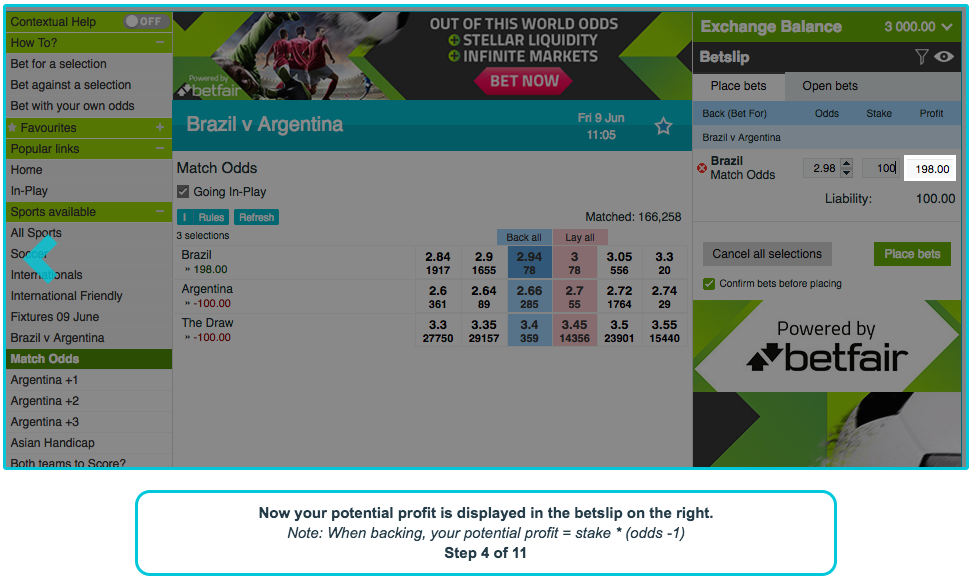 Contextual Help OFF
How To?
Bet for a selection
Bet against a selection
Bet with your own odds
Favourites
Popular links
Home
In-Play
Sports available
All Sports
Soccer
Internationals
International Friendly
Fixtures 09 June
Brazil v Argentina
Match Odds
Argentina +1
Argentina +2
Argentina +3
Asian Handicap
Both teams to Score?
OUT OF THIS WORLD ODDS
STELLAR LIQUIDITY
INFINITE MARKETS
BET NOW
Powered by
betfair
Brazil v Argentina
Fri 9 Jun
11:05
Match Odds
Going In-Play
I Rules Refresh
Matched: 166,258
3 selections
Back all Lay all
Brazil 2.84 2.9 2.94 3 3.05 3.3
» 198.00 1917 1655 78 78 556 20
Argentina 2.6 2.64 2.66 2.7 2.72 2.74
» -100.00 361 89 285 55 1764 29
The Draw 3.3 3.35 3.4 3.45 3.5 3.55
» -100.00 27750 29157 359 14356 23901 15440
Exchange Balance 3 000.00
Betslip
Place bets Open bets
Back (Bet For) Odds Stake Profit
Brazil v Argentina
Brazil
Match Odds 2.98 100 198.00
Liability: 100.00
Cancel all selections Place bets
Confirm bets before placing
Powered by
betfair
Now your potential profit is displayed in the betslip on the right.
Note: When backing, your potential profit = stake * (odds -1)
Step 4 of 11